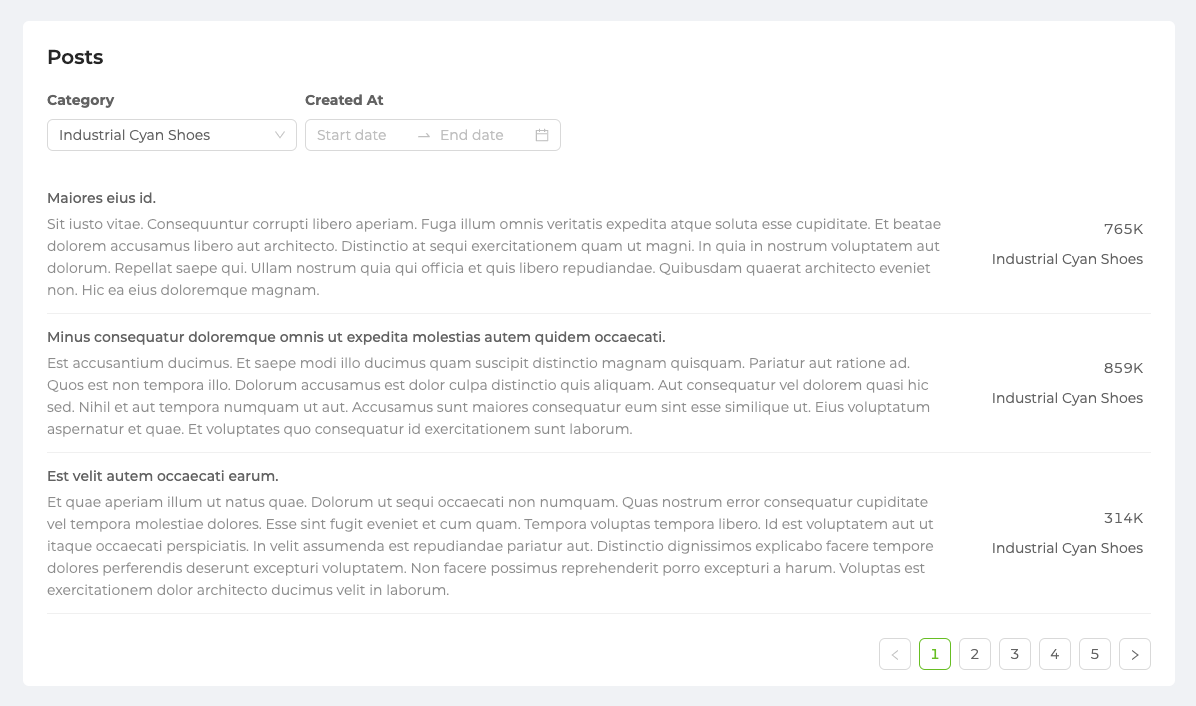 Posts
Category Created At
Industrial Cyan Shoes Start date → End date
Maiores eius id.
Sit iusto vitae. Consequuntur corrupti libero aperiam. Fuga illum omnis veritatis expedita atque soluta esse cupiditate. Et beatae
dolorem accusamus libero aut architecto. Distinctio at sequi exercitationem quam ut magni. In quia in nostrum voluptatem aut
dolorum. Repellat saepe qui. Ullam nostrum quia qui officia et quis libero repudiandae. Quibusdam quaerat architecto eveniet
non. Hic ea eius doloremque magnam.
765K
Industrial Cyan Shoes
Minus consequatur doloremque omnis ut expedita molestias autem quidem occaecati.
Est accusantium ducimus. Et saepe modi illo ducimus quam suscipit distinctio magnam quisquam. Pariatur aut ratione ad.
Quos est non tempora illo. Dolorum accusamus est dolor culpa distinctio quis aliquam. Aut consequatur vel dolorem quasi hic
sed. Nihil et aut tempora numquam ut aut. Accusamus sunt maiores consequatur eum sint esse similique ut. Eius voluptatum
aspernatur et quae. Et voluptates quo consequatur id exercitationem sunt laborum.
859K
Industrial Cyan Shoes
Est velit autem occaecati earum.
Et quae aperiam illum ut natus quae. Dolorum ut sequi occaecati non numquam. Quas nostrum error consequatur cupiditate
vel tempora molestiae dolores. Esse sint fugit eveniet et cum quam. Tempora voluptas tempora libero. Id est voluptatem aut ut
itaque occaecati perspiciatis. In velit assumenda est repudiandae pariatur aut. Distinctio dignissimos explicabo facere tempore
dolores perferendis deserunt excepturi voluptatem. Non facere possimus reprehenderit porro excepturi a harum. Voluptas est
exercitationem dolor architecto ducimus velit in laborum.
314K
Industrial Cyan Shoes
< 1 2 3 4 5 >